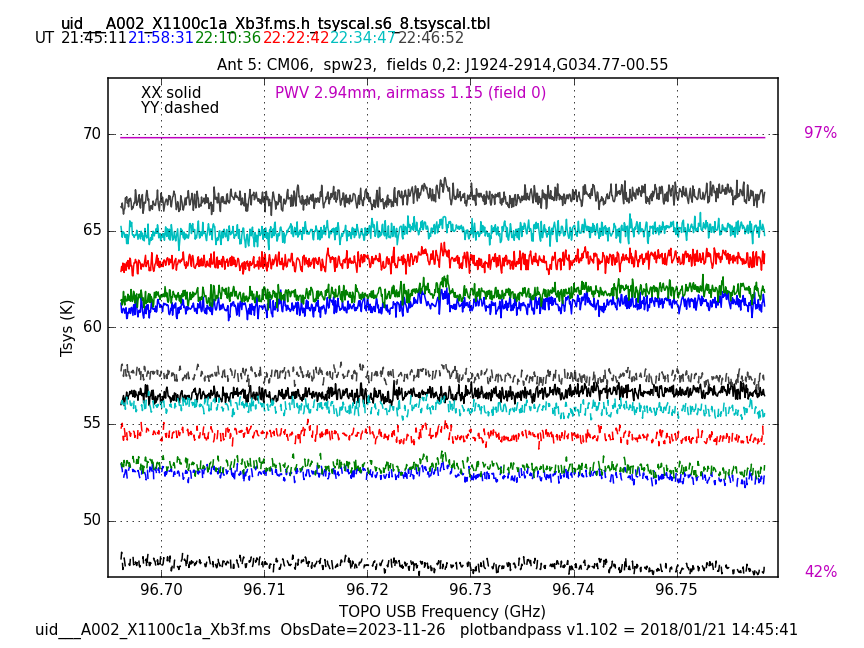 uid___A002_X1100c1a_Xb3f.ms.h_tsyscal.s6_8.tsyscal.tbl
UT 21:45:11 21:58:31 22:10:36 22:22:42 22:34:47 22:46:52
Ant 5: CM06, spw23, fields 0,2: J1924-2914,G034.77-00.55
XX solid PWV 2.94mm, airmass 1.15 (field 0)
YY dashed
97%
70
65
60
55
50
Tsys (K)
42%
96.70 96.71 96.72 96.73 96.74 96.75
TOPO USB Frequency (GHz)
uid___A002_X1100c1a_Xb3f.ms ObsDate=2023-11-26 plotbandpass v1.102 = 2018/01/21 14:45:41